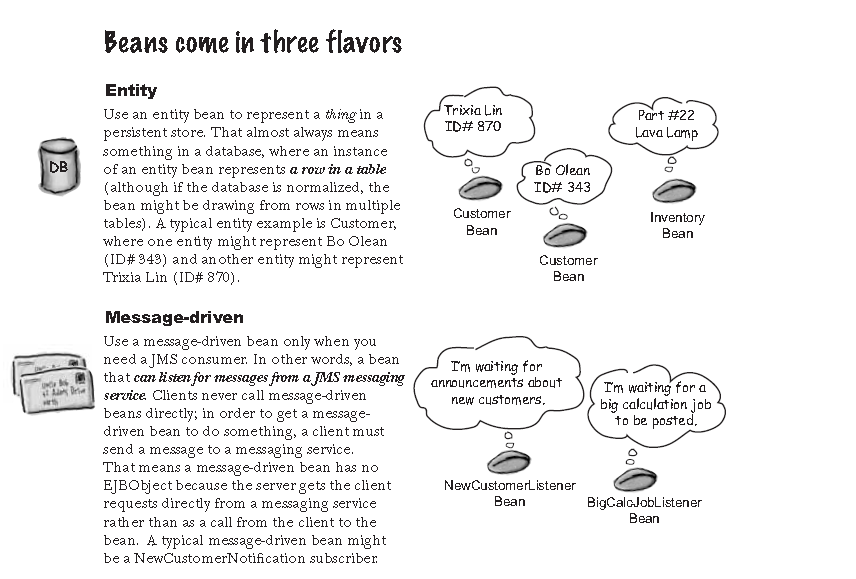 Beans come in three flavors
Entity
Use an entity bean to represent a thing in a
persistent store. That almost always means
something in a database, where an instance
of an entity bean represents a row in a table
(although if the database is normalized, the
bean might be drawing from rows in multiple
tables). A typical entity example is Customer,
where one entity might represent Bo Olean
(ID# 343) and another entity might represent
Trixia Lin (ID# 870).
DB
Trixia Lin
ID# 870
Customer
Bean
Bo Olean
ID# 343
Customer
Bean
Part #22
Lava Lamp
Inventory
Bean
Message-driven
Use a message-driven bean only when you
need a JMS consumer. In other words, a bean
that can listen for messages from a JMS messaging
service. Clients never call message-driven
beans directly; in order to get a message-
driven bean to do something, a client must
send a message to a messaging service.
That means a message-driven bean has no
EJBObject because the server gets the client
requests directly from a messaging service
rather than as a call from the client to the
bean. A typical message-driven bean might
be a NewCustomerNotification subscriber.
I'm waiting for
announcements about
new customers.
NewCustomerListener
Bean
I'm waiting for a
big calculation job
to be posted.
BigCalcJobListener
Bean